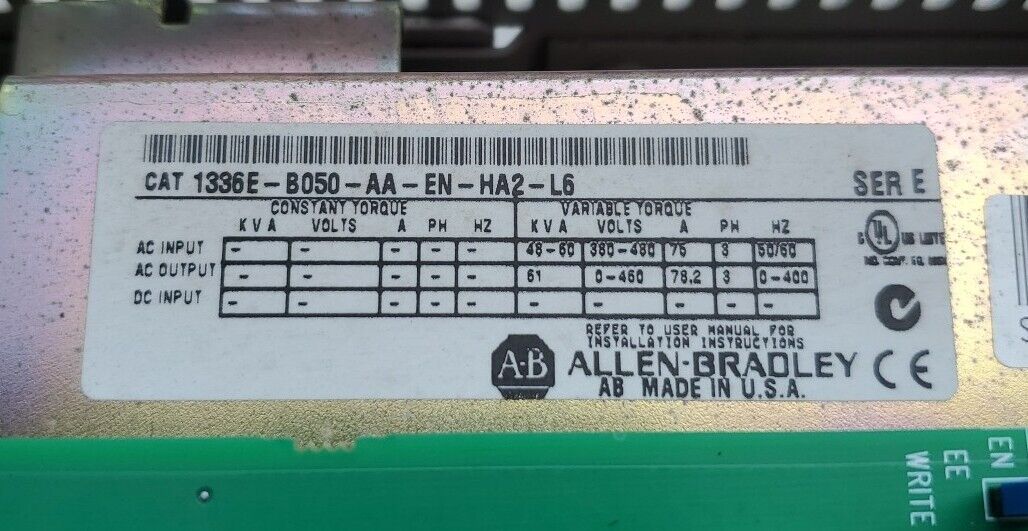 CAT 1336E-B050-AA-EN-HA2-L6
SER E
CONSTANT TORQUE VARIABLE TORQUE
KVA VOLTS A PH HZ KVA VOLTS A PH HZ
AC INPUT - - - - - 48-60 380-480 75 3 50/60
AC OUTPUT - - - - - 61 0-460 78.2 3 0-400
DC INPUT - - - - - - - - - -
UL
REFER TO USER MANUAL FOR
INSTALLATION INSTRUCTIONS
A-B ALLEN-BRADLEY CE
AB MADE IN U.S.A.
EN
EE
WRITE